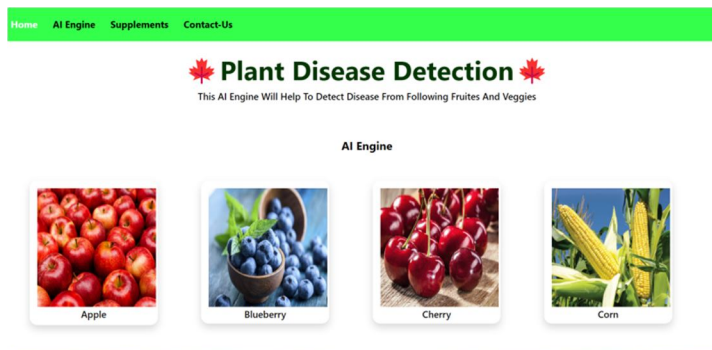 Home AI Engine Supplements Contact-Us
🍁 Plant Disease Detection 🍁
This AI Engine Will Help To Detect Disease From Following Fruites And Veggies
AI Engine
Apple Blueberry Cherry Corn